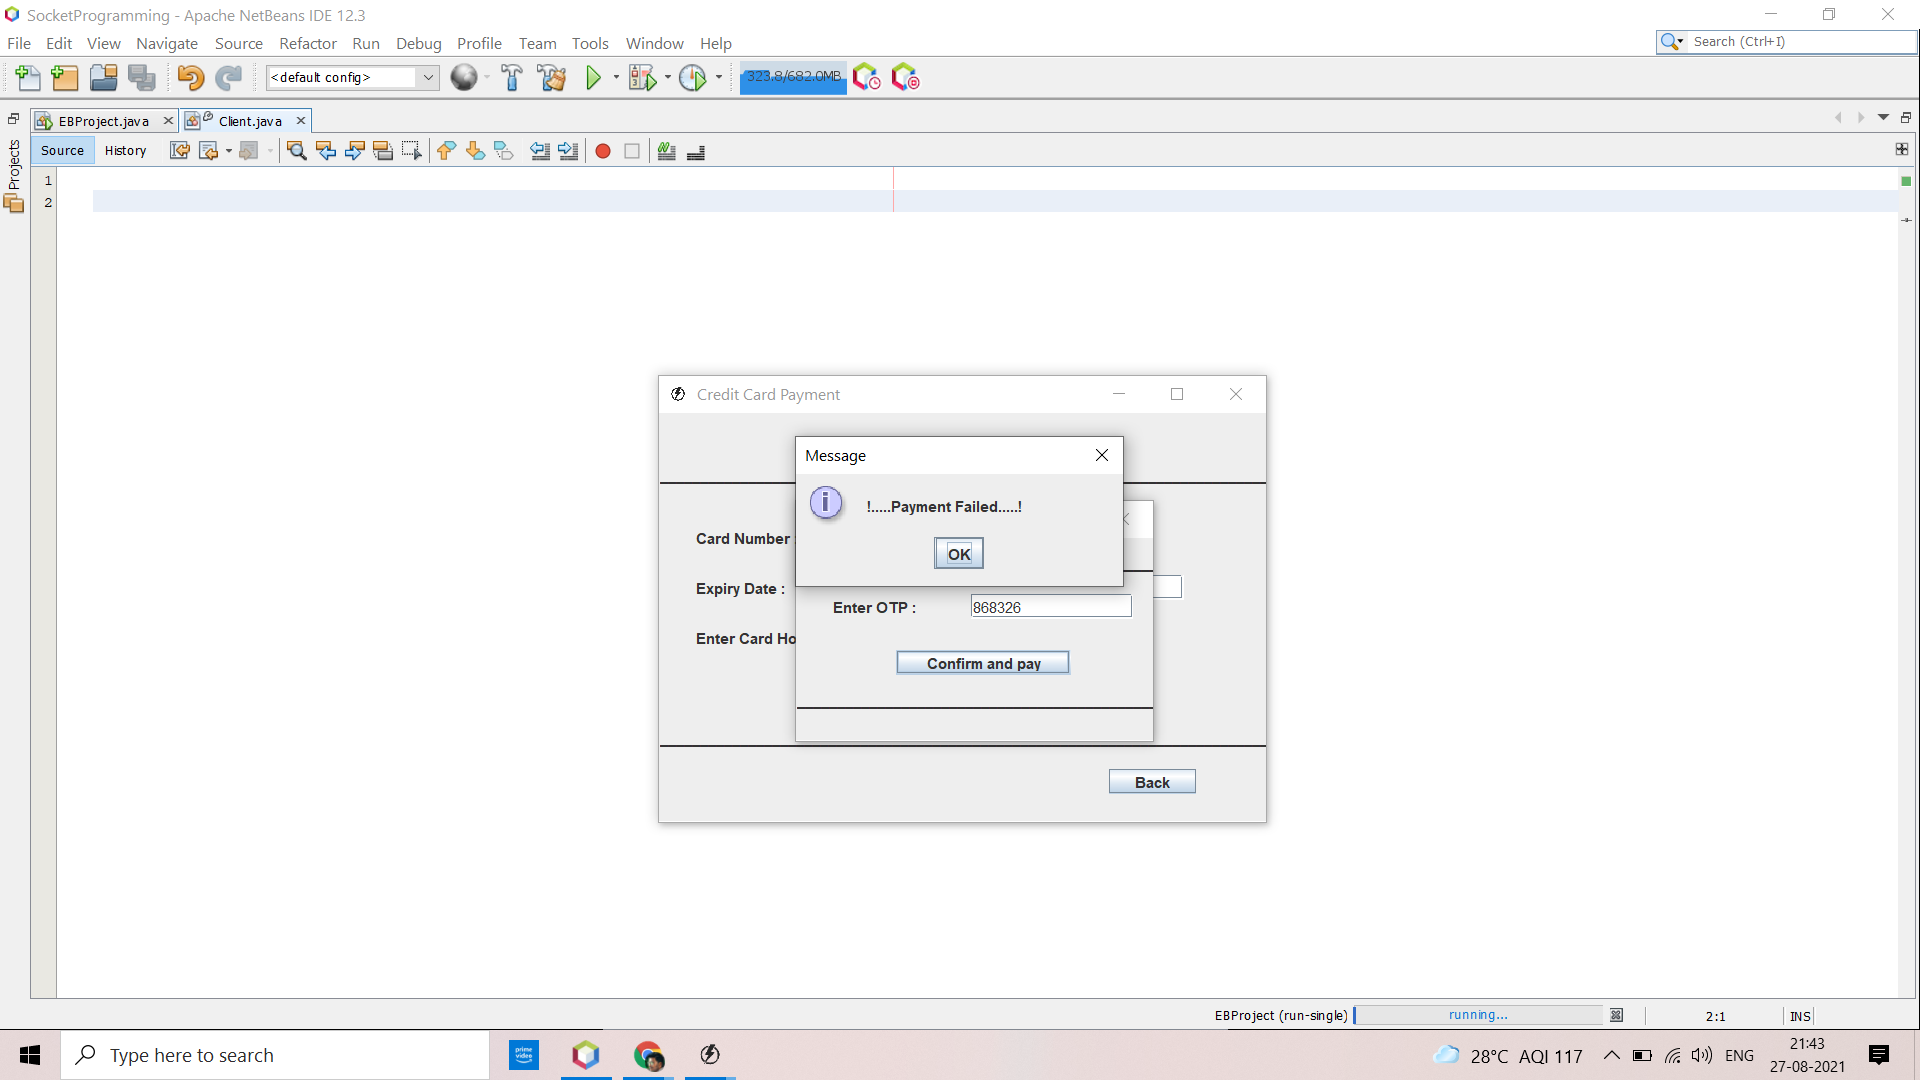 SocketProgramming - Apache NetBeans IDE 12.3
File Edit View Navigate Source Refactor Run Debug Profile Team Tools Window Help
Search (Ctrl+I)
<default config>
323.8/682.0MB
EBProject.java
Client.java
Projects
Source History
1
2
Credit Card Payment
Message
!.....Payment Failed.....!
OK
Card Number :
Expiry Date :
Enter OTP : 868326
Enter Card Ho
Confirm and pay
Back
EBProject (run-single) running... 2:1 INS
Type here to search
prime video
28°C AQI 117 ENG
21:43
27-08-2021